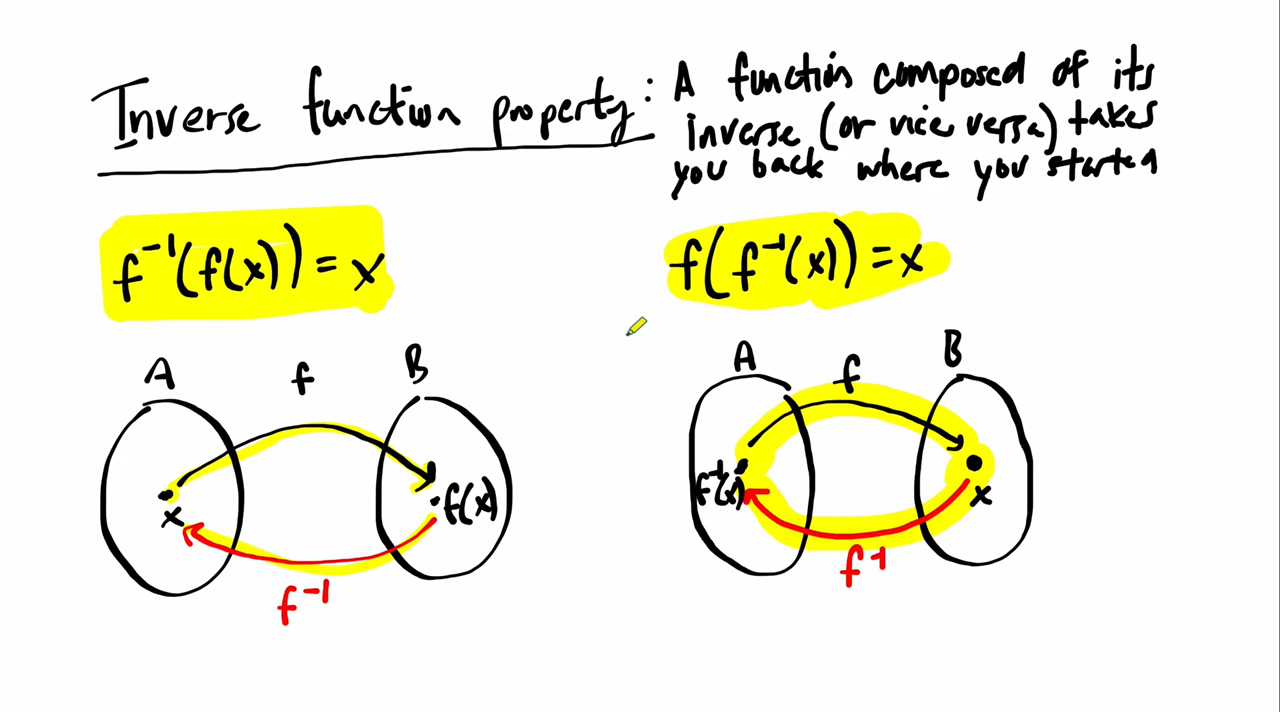 Inverse function property: A function composed of its
inverse (or vice versa) takes
you back where you started
f⁻¹(f(x)) = x
f(f⁻¹(x)) = x
A f B
x f(x)
f⁻¹
A f B
f⁻¹(x) x
f⁻¹